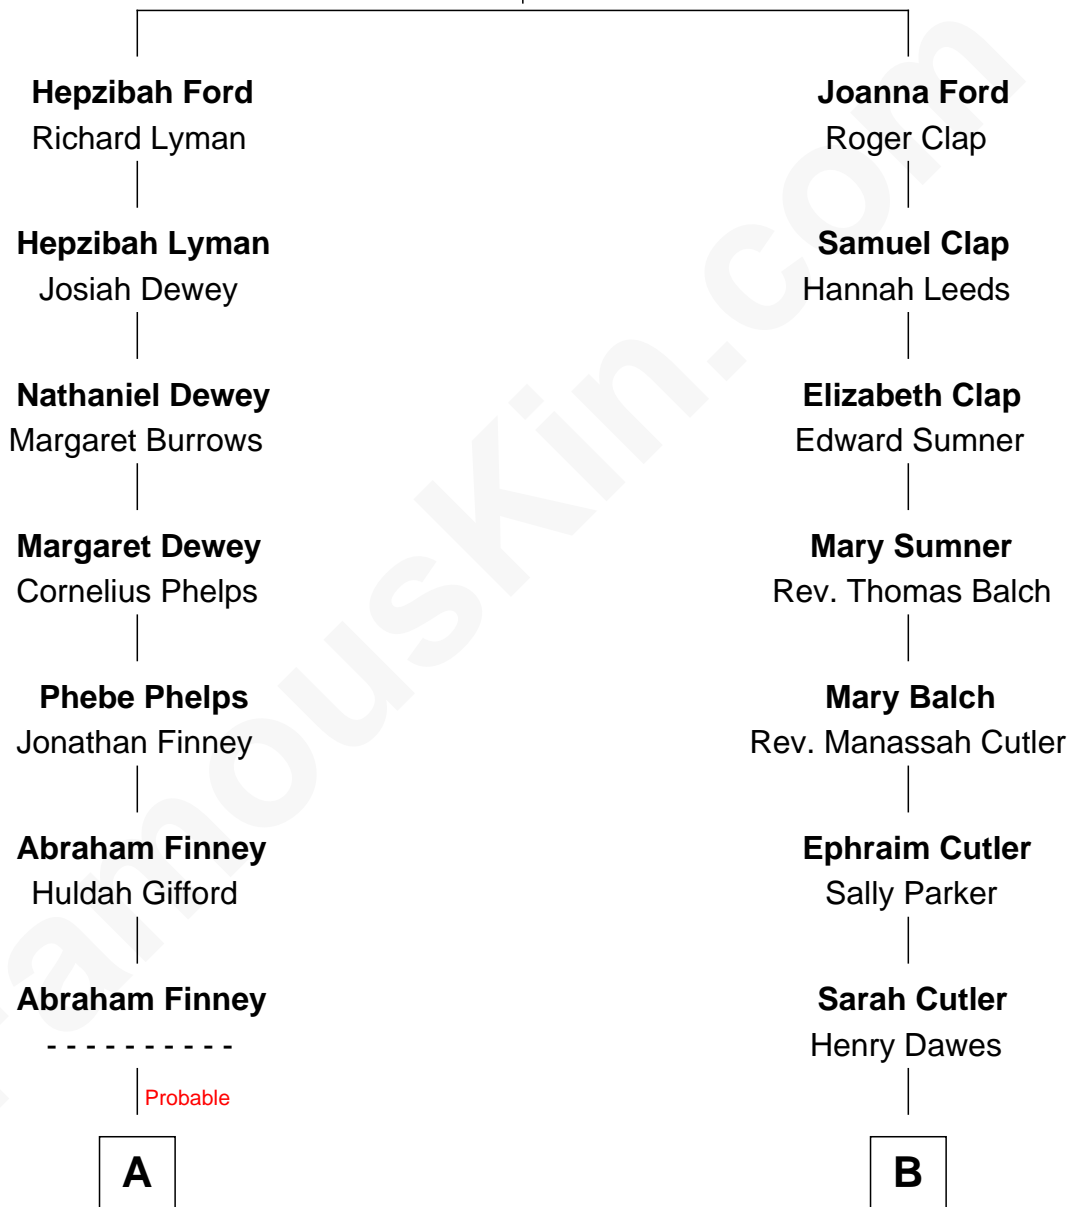 Hepzibah Ford
Richard Lyman
Hepzibah Lyman
Josiah Dewey
Nathaniel Dewey
Margaret Burrows
Margaret Dewey
Cornelius Phelps
Phebe Phelps
Jonathan Finney
Abraham Finney
Huldah Gifford
Abraham Finney
- - - - - - - - - -
Probable
A
Joanna Ford
Roger Clap
Samuel Clap
Hannah Leeds
Elizabeth Clap
Edward Sumner
Mary Sumner
Rev. Thomas Balch
Mary Balch
Rev. Manassah Cutler
Ephraim Cutler
Sally Parker
Sarah Cutler
Henry Dawes
B
FamousKin.com